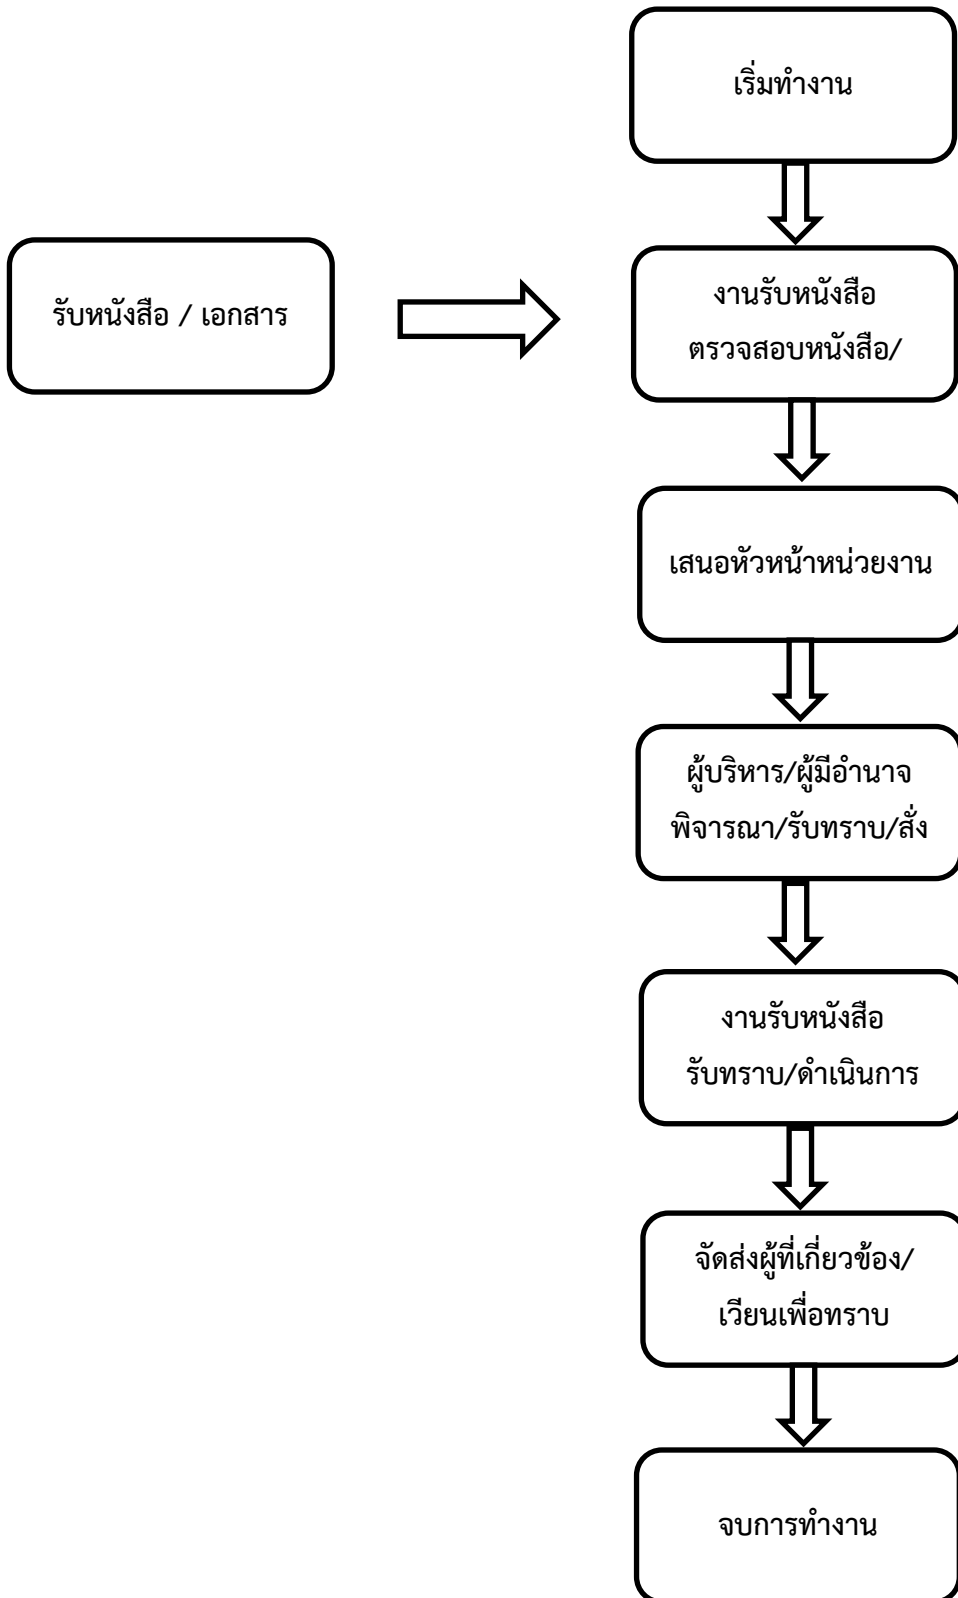 เริ่มทำงาน
รับหนังสือ / เอกสาร
งานรับหนังสือ
ตรวจสอบหนังสือ/
เสนอหัวหน้าหน่วยงาน
ผู้บริหาร/ผู้มีอำนาจ
พิจารณา/รับทราบ/สั่ง
งานรับหนังสือ
รับทราบ/ดำเนินการ
จัดส่งผู้ที่เกี่ยวข้อง/
เวียนเพื่อทราบ
จบการทำงาน